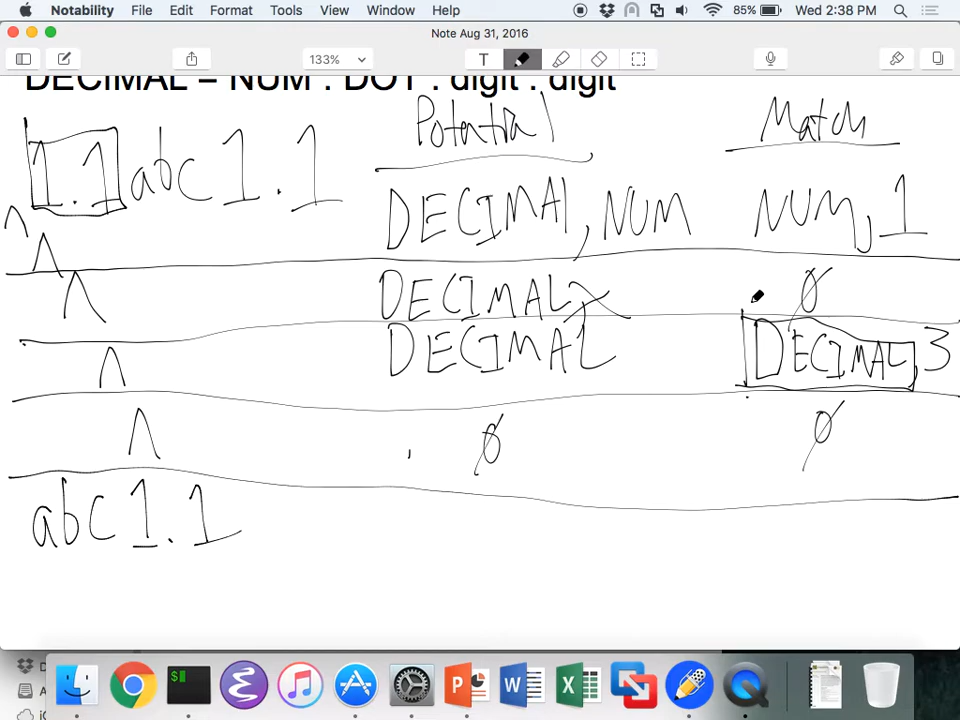 Notability File Edit Format Tools View Window Help 85% Wed 2:38 PM
Note Aug 31, 2016
133% T
DECIMAL = NUM . DOT . digit . digit
Potential Match
1.1abc1.1
DECIMAL, NUM NUM, 1
DECIMAL ∅
DECIMAL DECIMAL, 3
∅ ∅
abc1.1
$
P W X